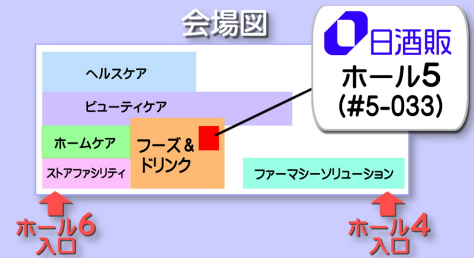 会場図
日酒販
ホール5
(#5-033)
ヘルスケア
ビューティケア
ホームケア
フーズ&
ドリンク
ストアファシリティ
ファーマシーソリューション
ホール6
入口
ホール4
入口